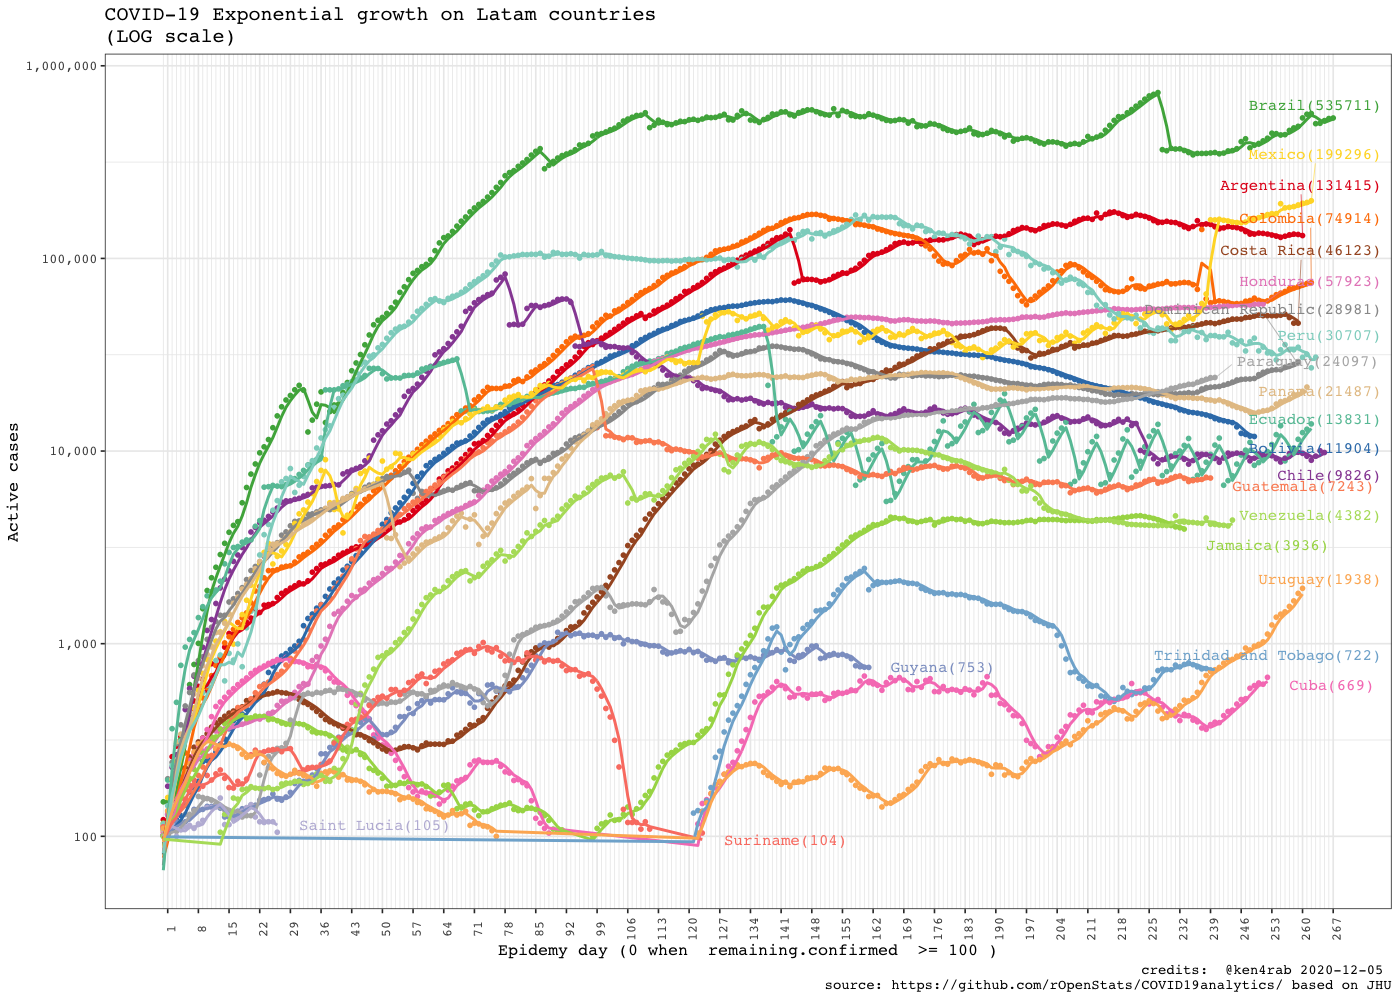 COVID-19 Exponential growth on Latam countries
(LOG scale)
1,000,000
100,000
10,000
1,000
100
Active cases
Brazil(535711)
Mexico(199296)
Argentina(131415)
Colombia(74914)
Costa Rica(46123)
Honduras(57923)
Dominican Republic(28981)
Peru(30707)
Paraguay(24097)
Panama(21487)
Ecuador(13831)
Bolivia(11904)
Chile(9826)
Guatemala(7243)
Venezuela(4382)
Jamaica(3936)
Uruguay(1938)
Trinidad and Tobago(722)
Guyana(753)
Cuba(669)
Saint Lucia(105)
Suriname(104)
1 8 15 22 29 36 43 50 57 64 71 78 85 92 99 106 113 120 127 134 141 148 155 162 169 176 183 190 197 204 211 218 225 232 239 246 253 260 267
Epidemy day (0 when  remaining.confirmed  >= 100 )
credits:  @ken4rab 2020-12-05
source: https://github.com/rOpenStats/COVID19analytics/ based on JHU